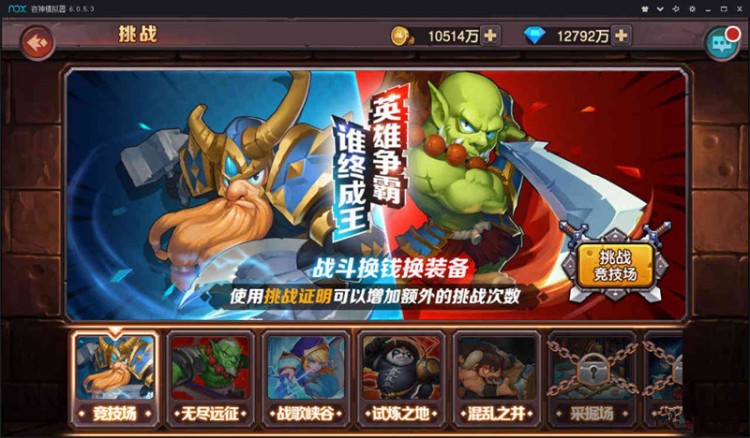 nox 夜神模拟器 6.0.5.3
挑战
10514万
12792万
英雄争霸
谁终成王
战斗换钱换装备
使用挑战证明可以增加额外的挑战次数
挑战
竞技场
竞技场
无尽远征
战歌峡谷
试炼之地
混乱之井
采掘场